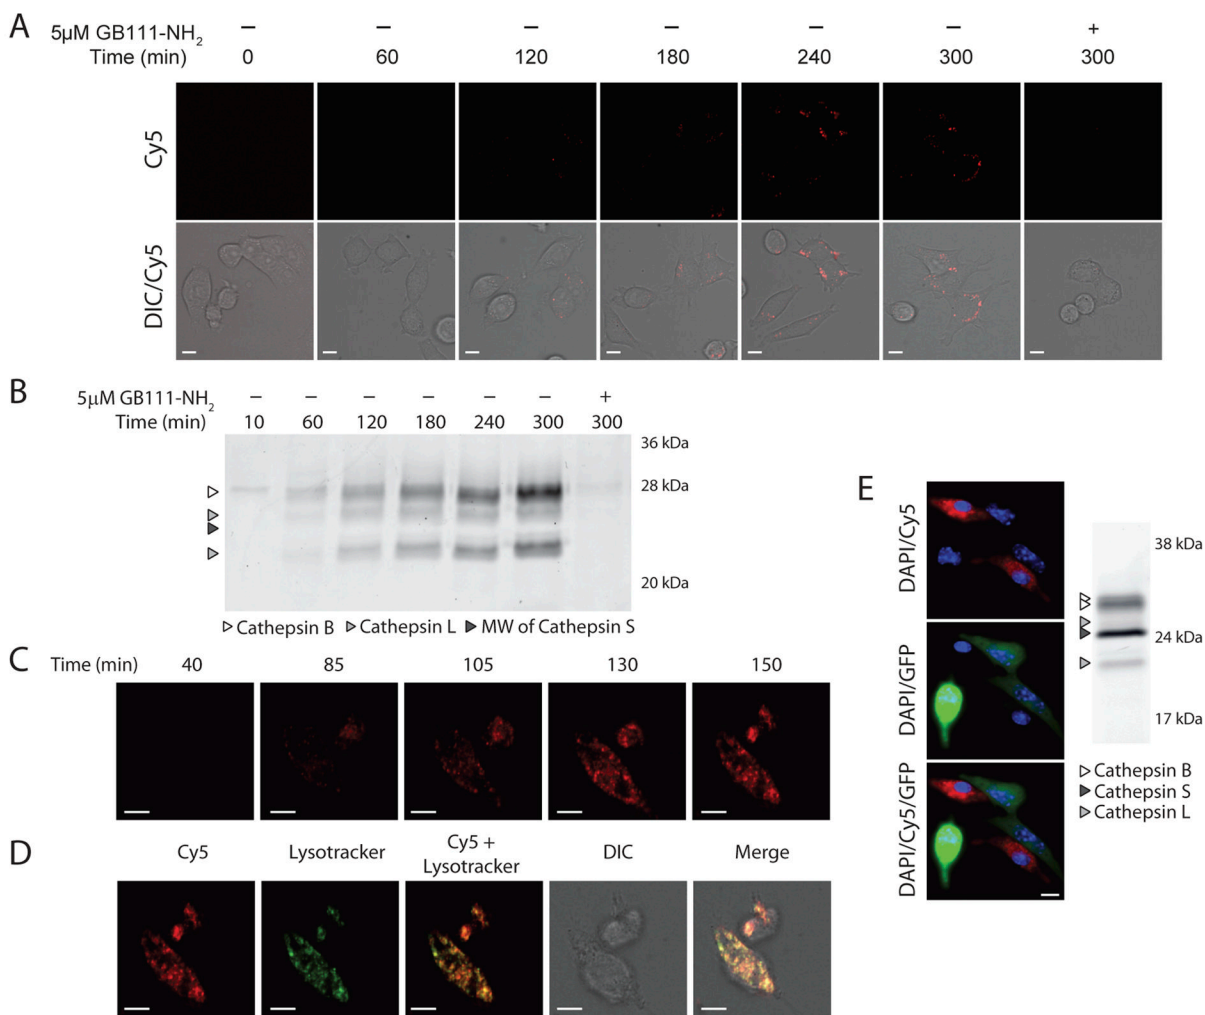 A
5µM GB111-NH2 – – – – – – +
Time (min) 0 60 120 180 240 300 300
Cy5
DIC/Cy5
B
5µM GB111-NH2 – – – – – – +
Time (min) 10 60 120 180 240 300 300
36 kDa
28 kDa
20 kDa
Cathepsin B Cathepsin L MW of Cathepsin S
C
Time (min) 40 85 105 130 150
D
Cy5 Lysotracker Cy5 + Lysotracker DIC Merge
E
DAPI/Cy5
DAPI/GFP
DAPI/Cy5/GFP
38 kDa
24 kDa
17 kDa
Cathepsin B
Cathepsin S
Cathepsin L